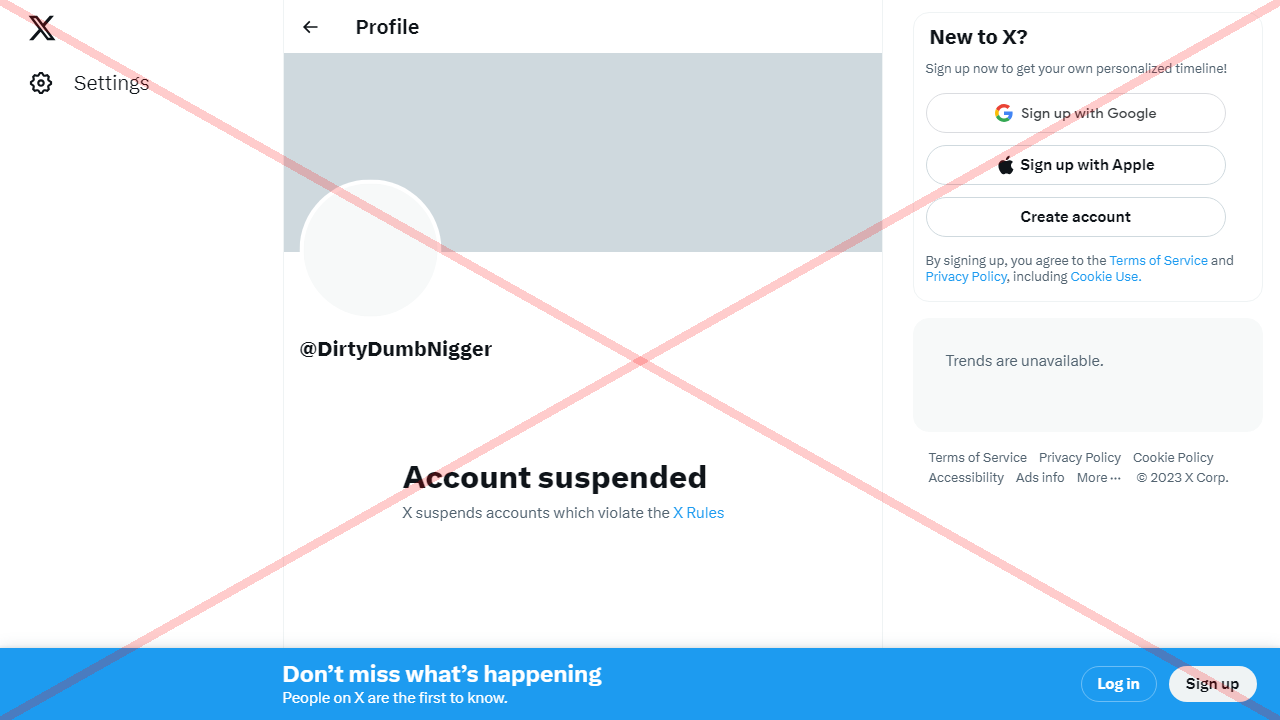 Profile
Settings
@DirtyDumbNigger
Account suspended
X suspends accounts which violate the X Rules
New to X?
Sign up now to get your own personalized timeline!
Sign up with Google
Sign up with Apple
Create account
By signing up, you agree to the Terms of Service and
Privacy Policy, including Cookie Use.
Trends are unavailable.
Terms of Service Privacy Policy Cookie Policy
Accessibility Ads info More ··· © 2023 X Corp.
Don’t miss what’s happening
People on X are the first to know.
Log in
Sign up